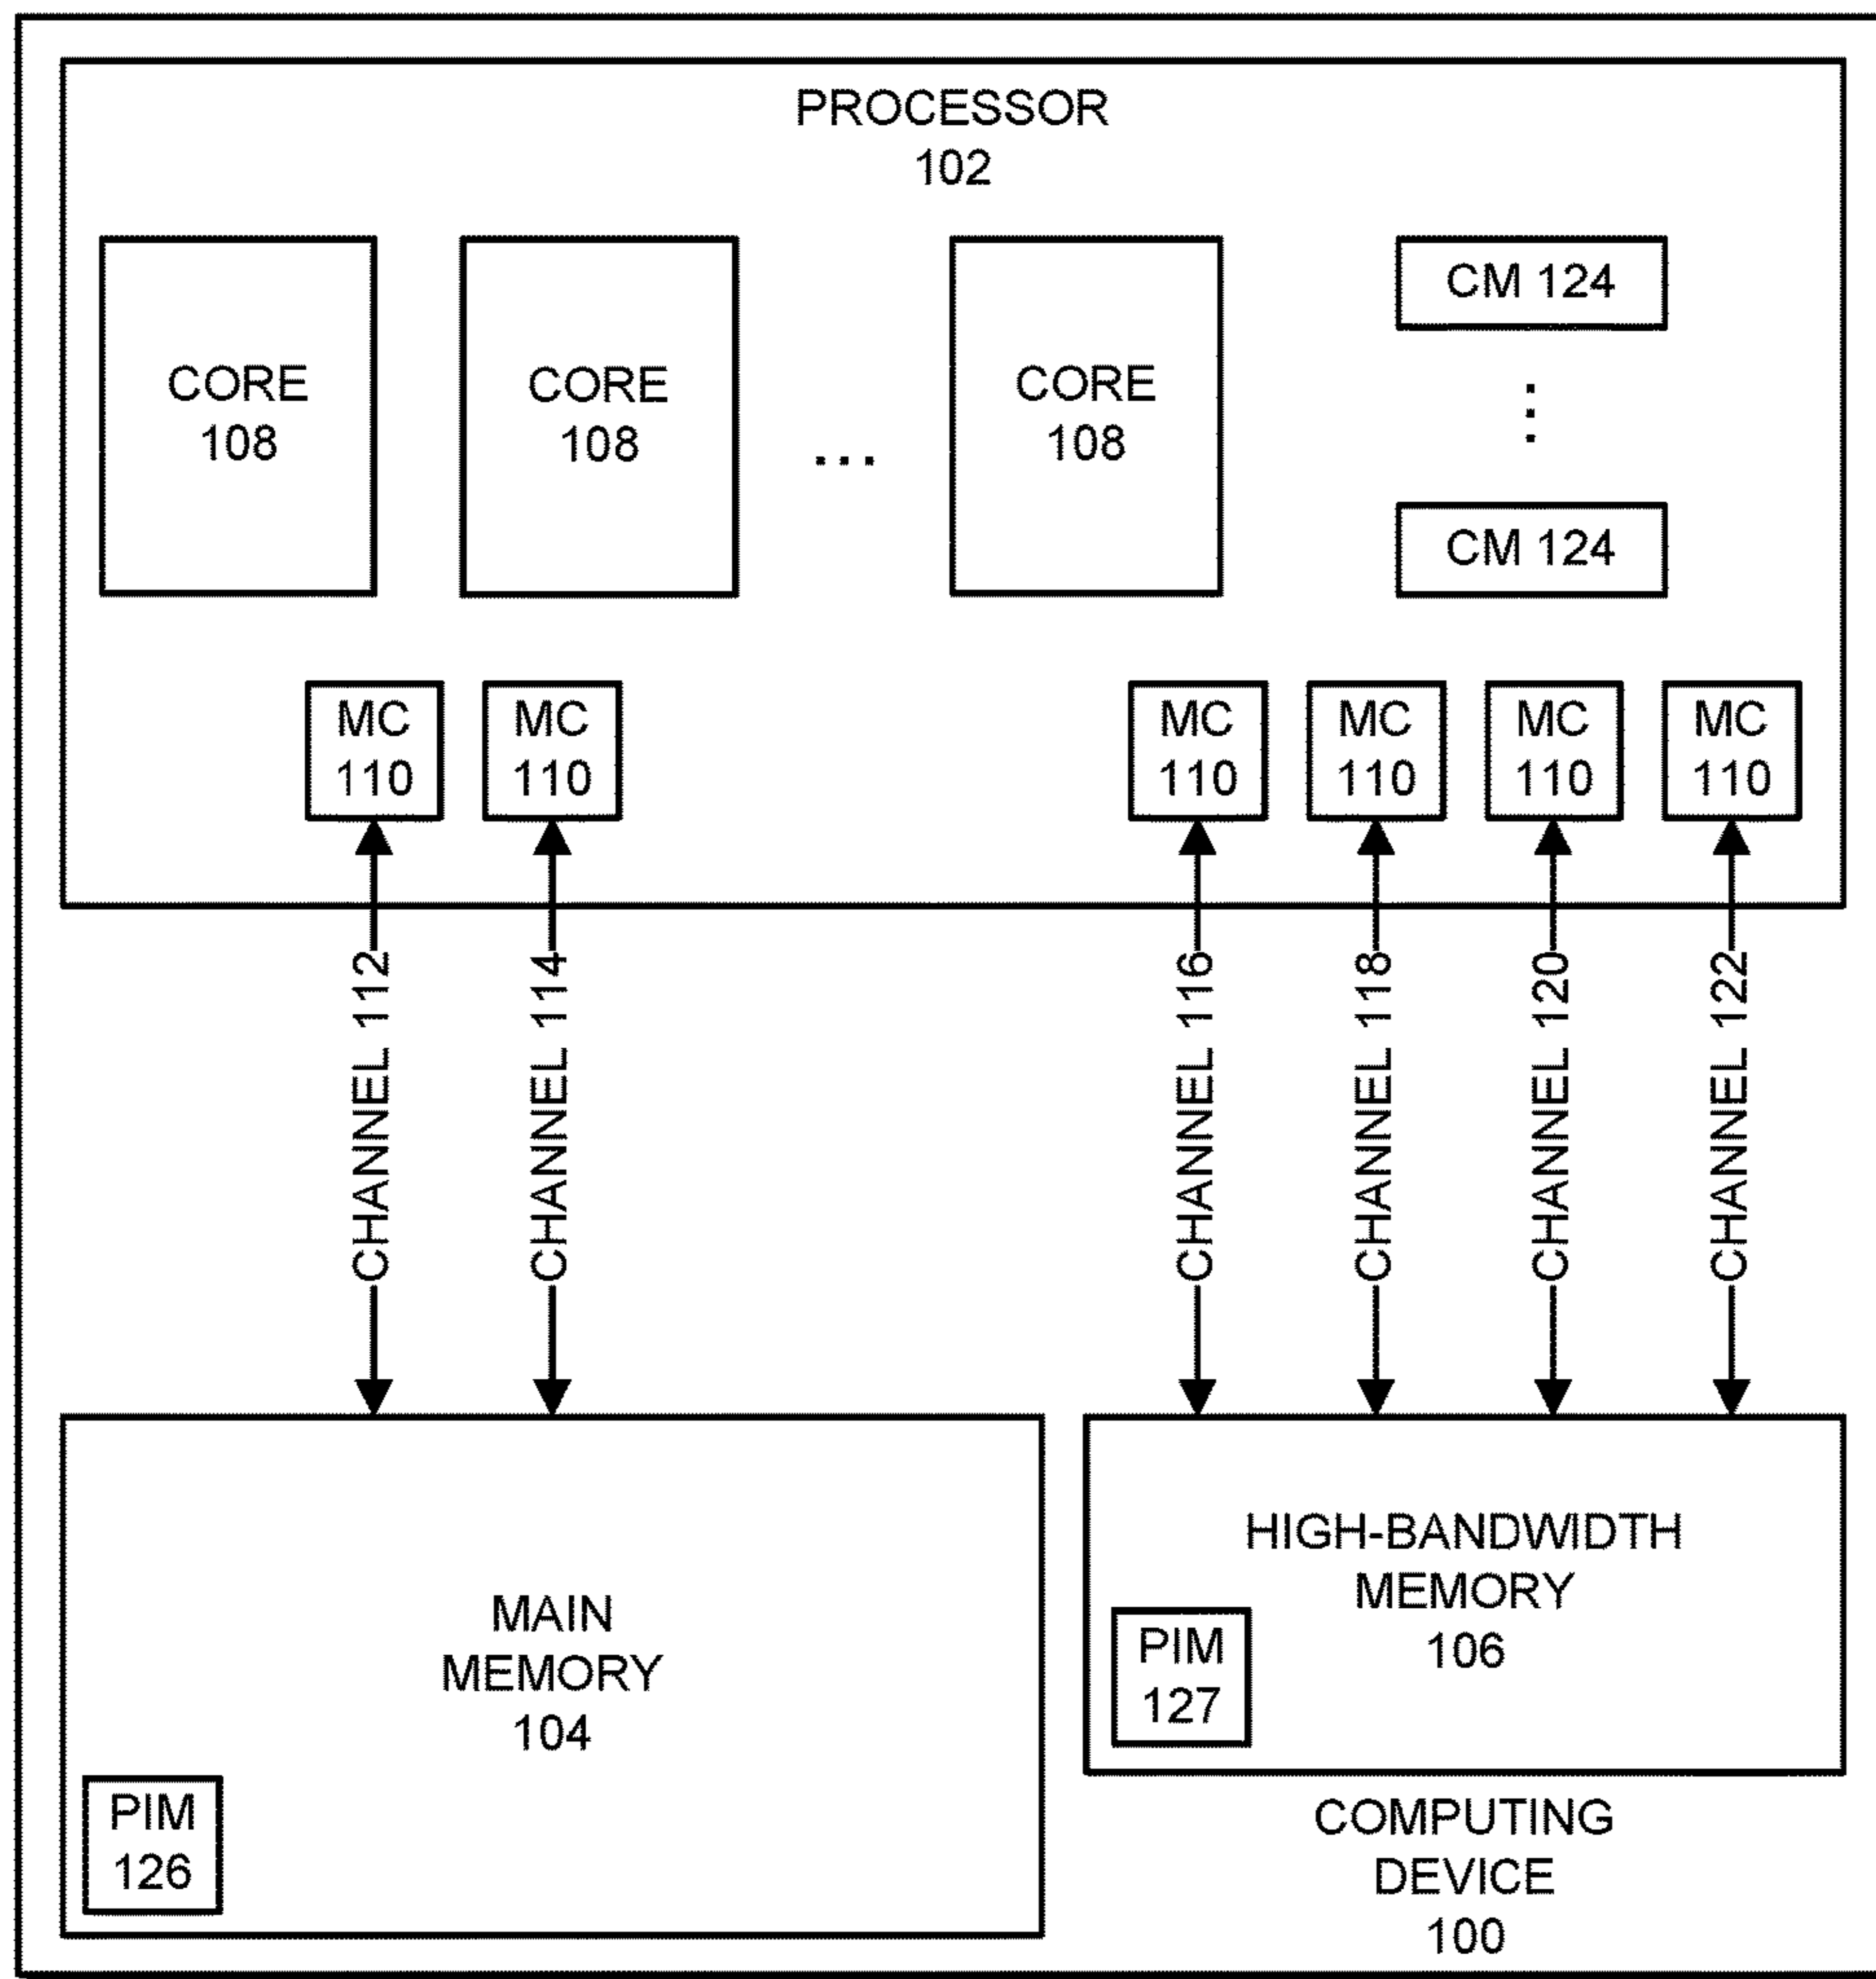 PROCESSOR
102
CORE
108
CORE
108
...
CORE
108
CM 124
⋮
CM 124
MC
110
MC
110
MC
110
MC
110
MC
110
MC
110
CHANNEL 112
CHANNEL 114
CHANNEL 116
CHANNEL 118
CHANNEL 120
CHANNEL 122
MAIN
MEMORY
104
PIM
126
HIGH-BANDWIDTH
MEMORY
106
PIM
127
COMPUTING
DEVICE
100